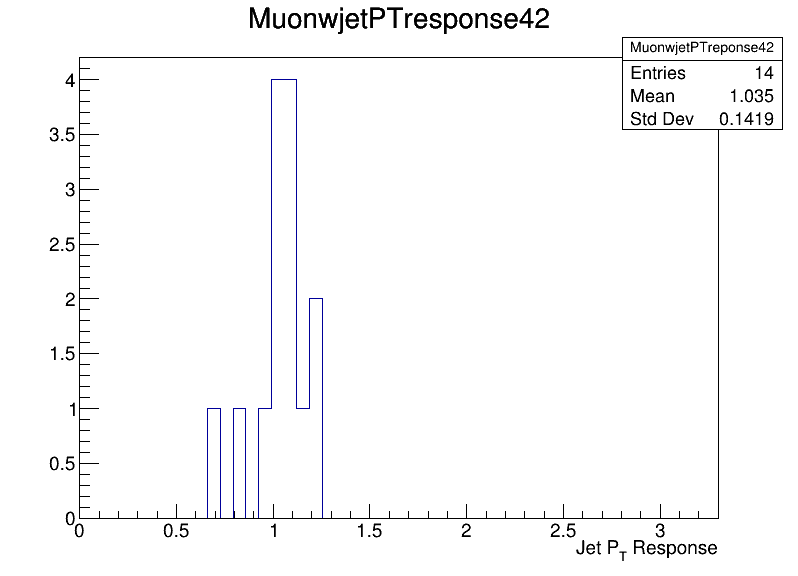 MuonwjetPTresponse42
MuonwjetPTreponse42
Entries 14
Mean 1.035
Std Dev 0.1419
4
3.5
3
2.5
2
1.5
1
0.5
0
0 0.5 1 1.5 2 2.5 3
Jet PT Response